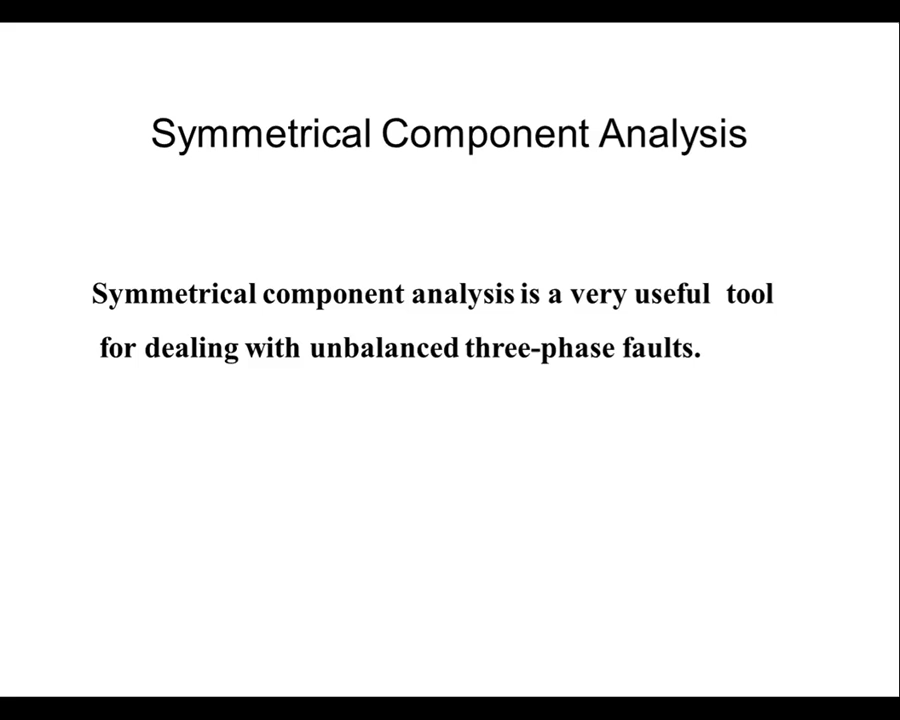 Symmetrical Component Analysis
Symmetrical component analysis is a very useful tool
for dealing with unbalanced three-phase faults.